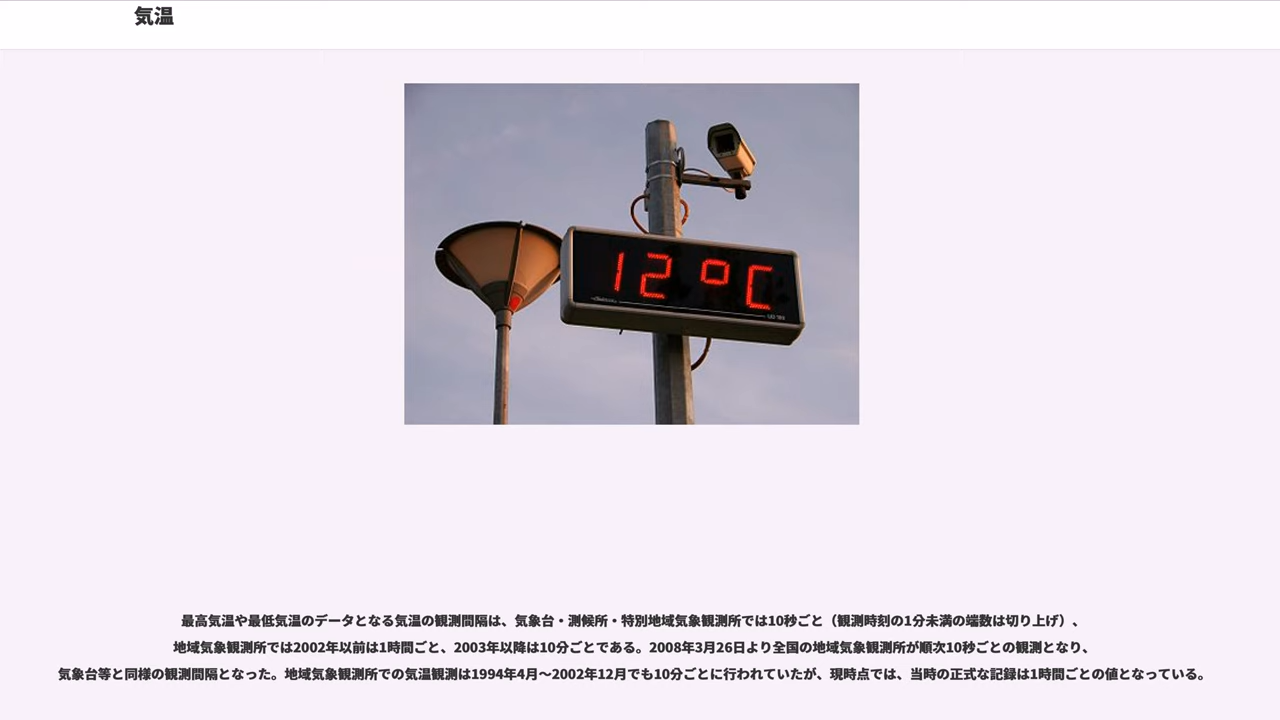 気温
12°C
最高気温や最低気温のデータとなる気温の観測間隔は、気象台・測候所・特別地域気象観測所では10秒ごと（観測時刻の1分未満の端数は切り上げ）、
地域気象観測所では2002年以前は1時間ごと、2003年以降は10分ごとである。2008年3月26日より全国の地域気象観測所が順次10秒ごとの観測となり、
気象台等と同様の観測間隔となった。地域気象観測所での気温観測は1994年4月〜2002年12月でも10分ごとに行われていたが、現時点では、当時の正式な記録は1時間ごとの値となっている。